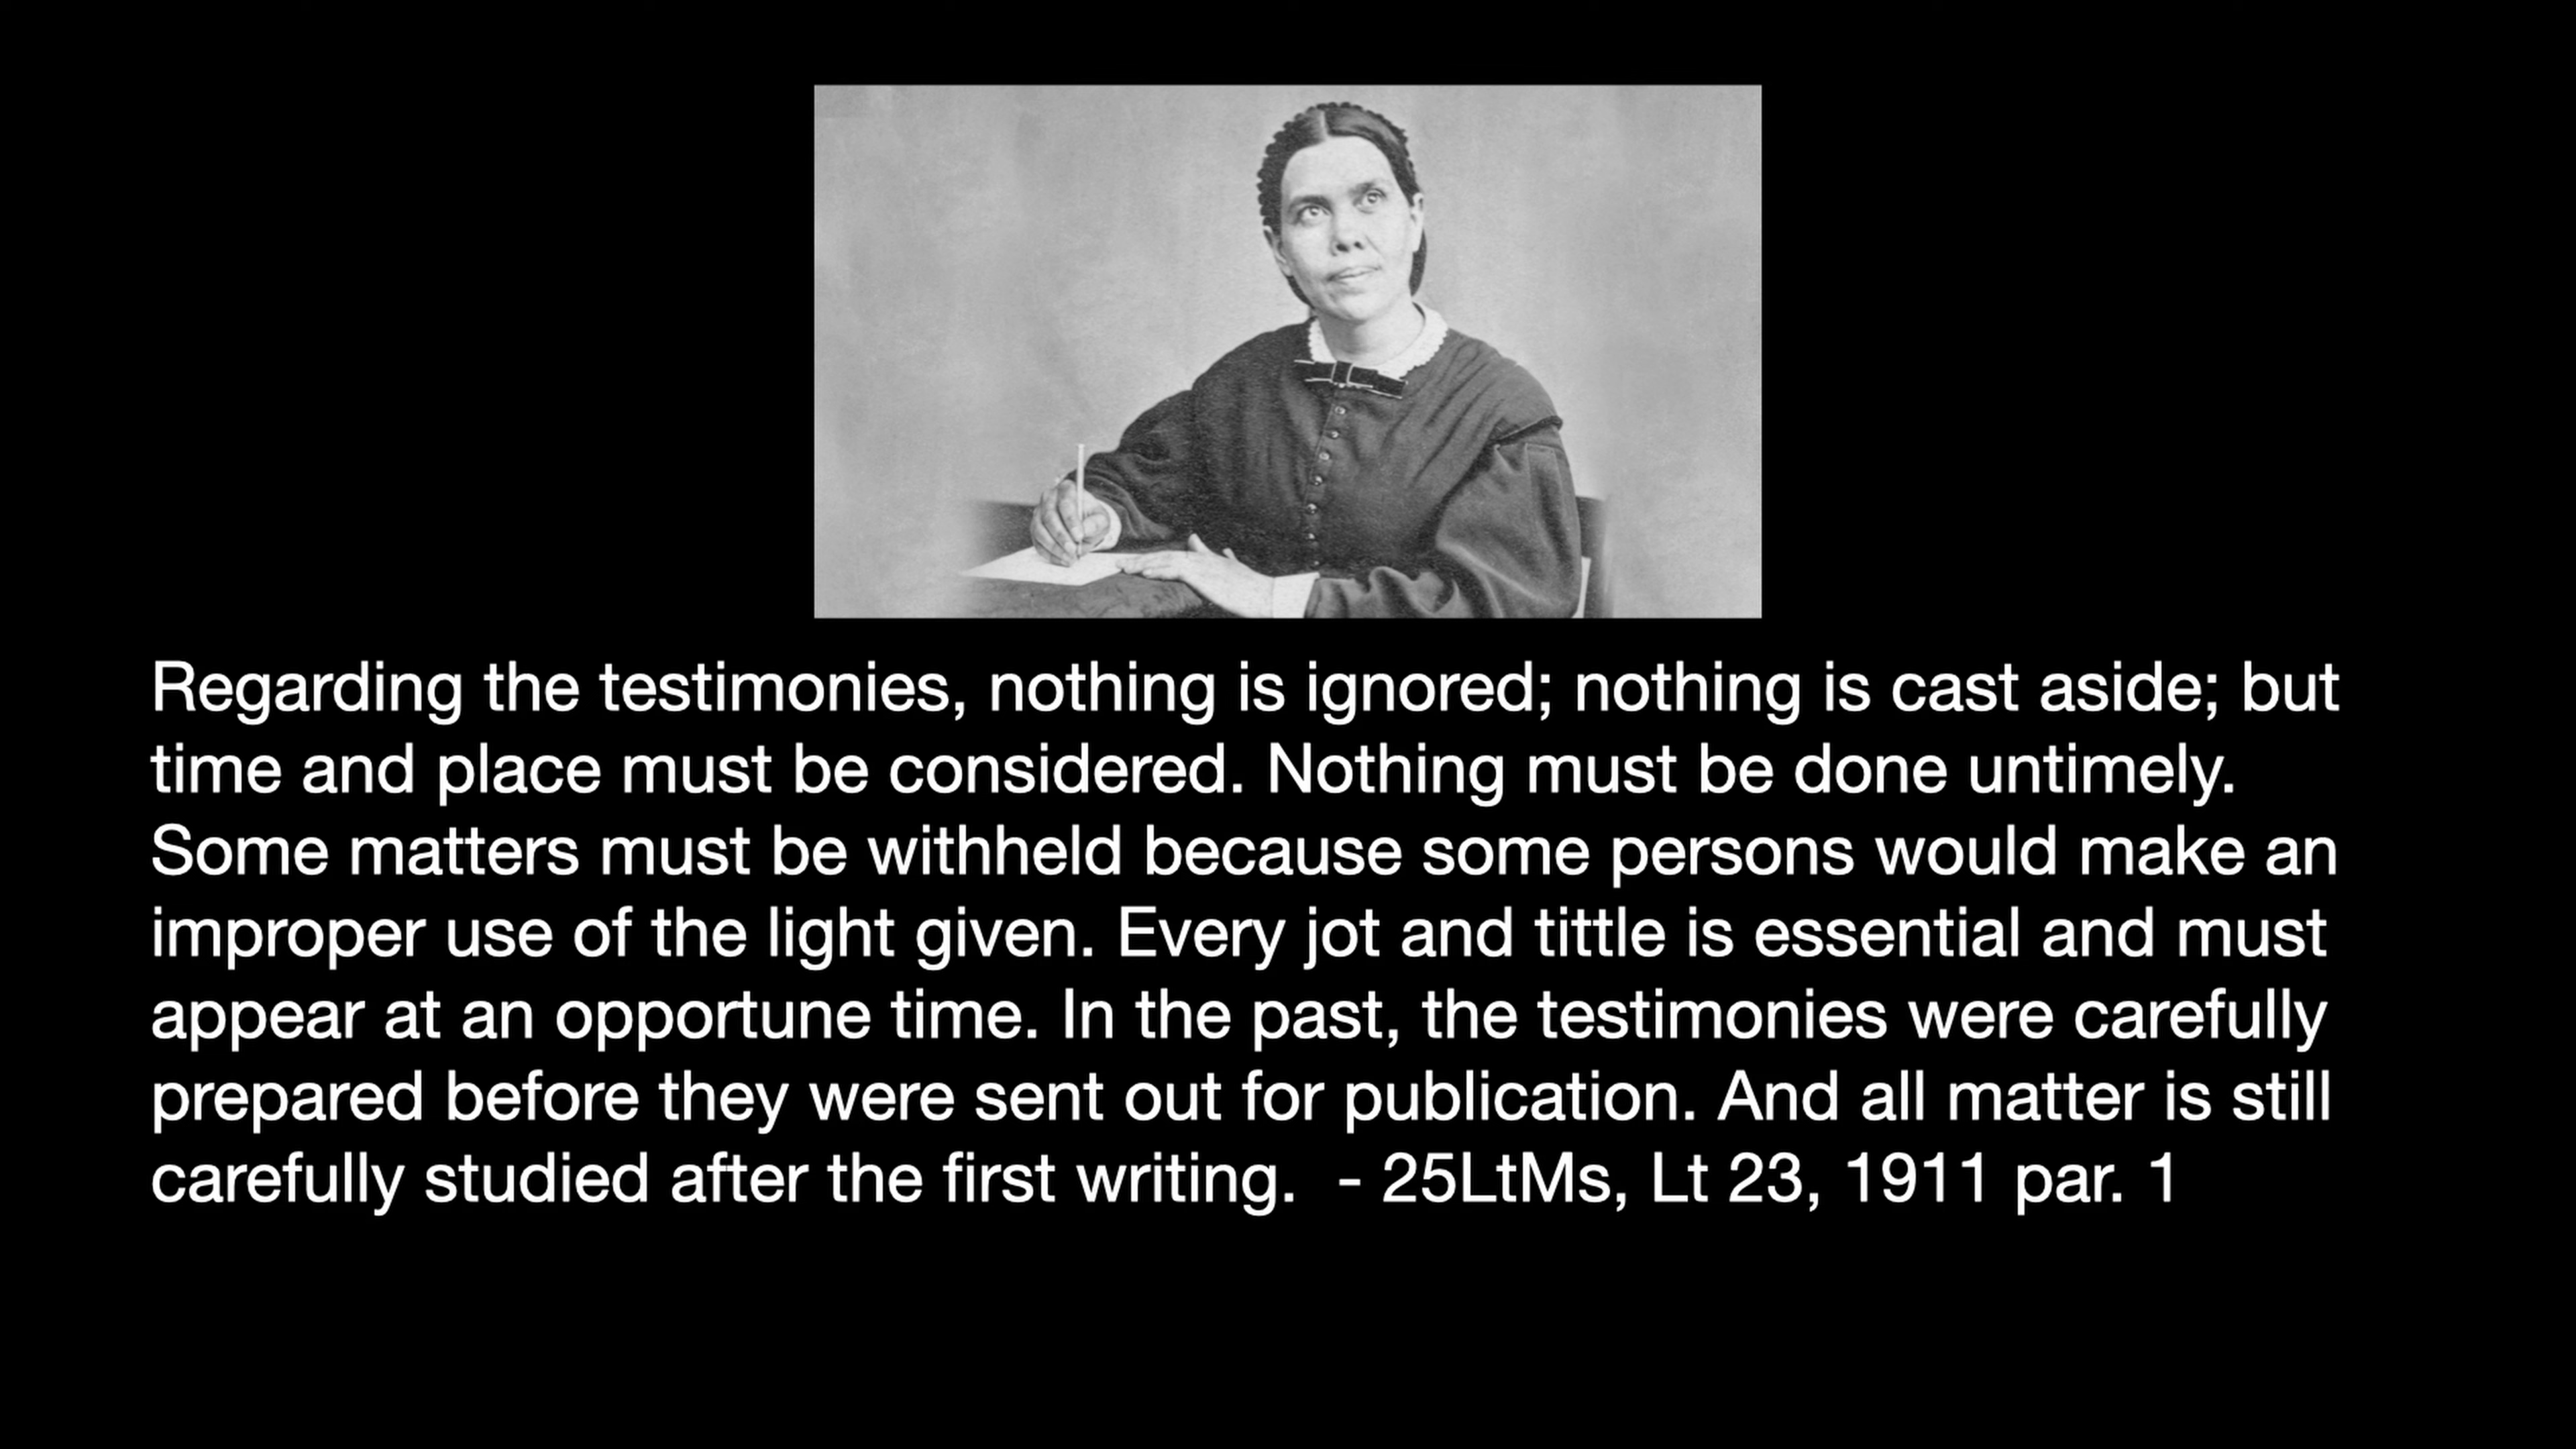 Regarding the testimonies, nothing is ignored; nothing is cast aside; but
time and place must be considered. Nothing must be done untimely.
Some matters must be withheld because some persons would make an
improper use of the light given. Every jot and tittle is essential and must
appear at an opportune time. In the past, the testimonies were carefully
prepared before they were sent out for publication. And all matter is still
carefully studied after the first writing.  - 25LtMs, Lt 23, 1911 par. 1